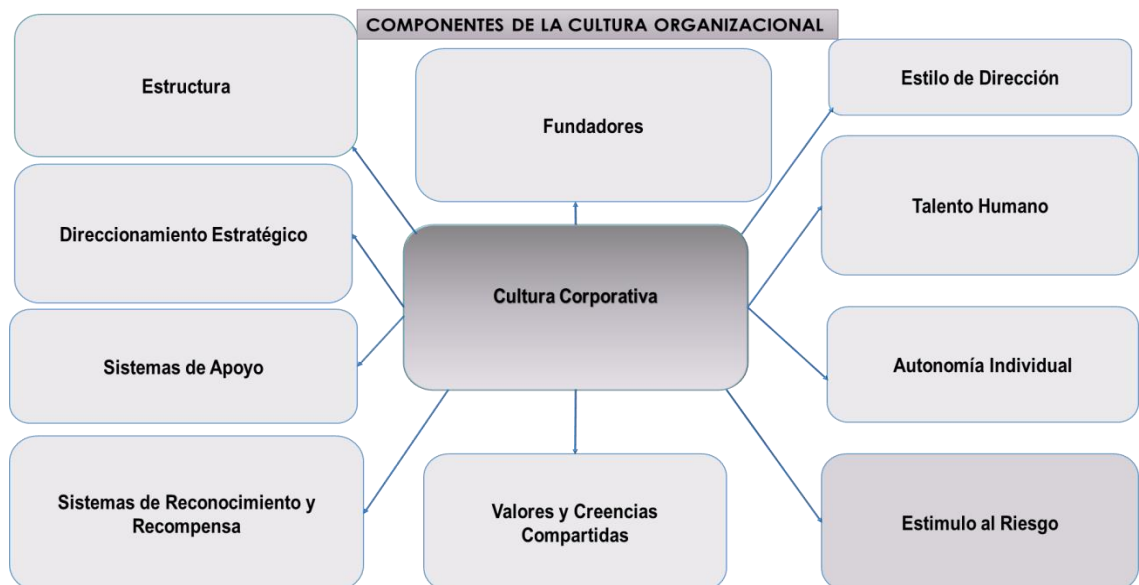 COMPONENTES DE LA CULTURA ORGANIZACIONAL
Estructura
Fundadores
Estilo de Dirección
Direccionamiento Estratégico
Talento Humano
Cultura Corporativa
Sistemas de Apoyo
Autonomía Individual
Sistemas de Reconocimiento y
Recompensa
Valores y Creencias
Compartidas
Estimulo al Riesgo